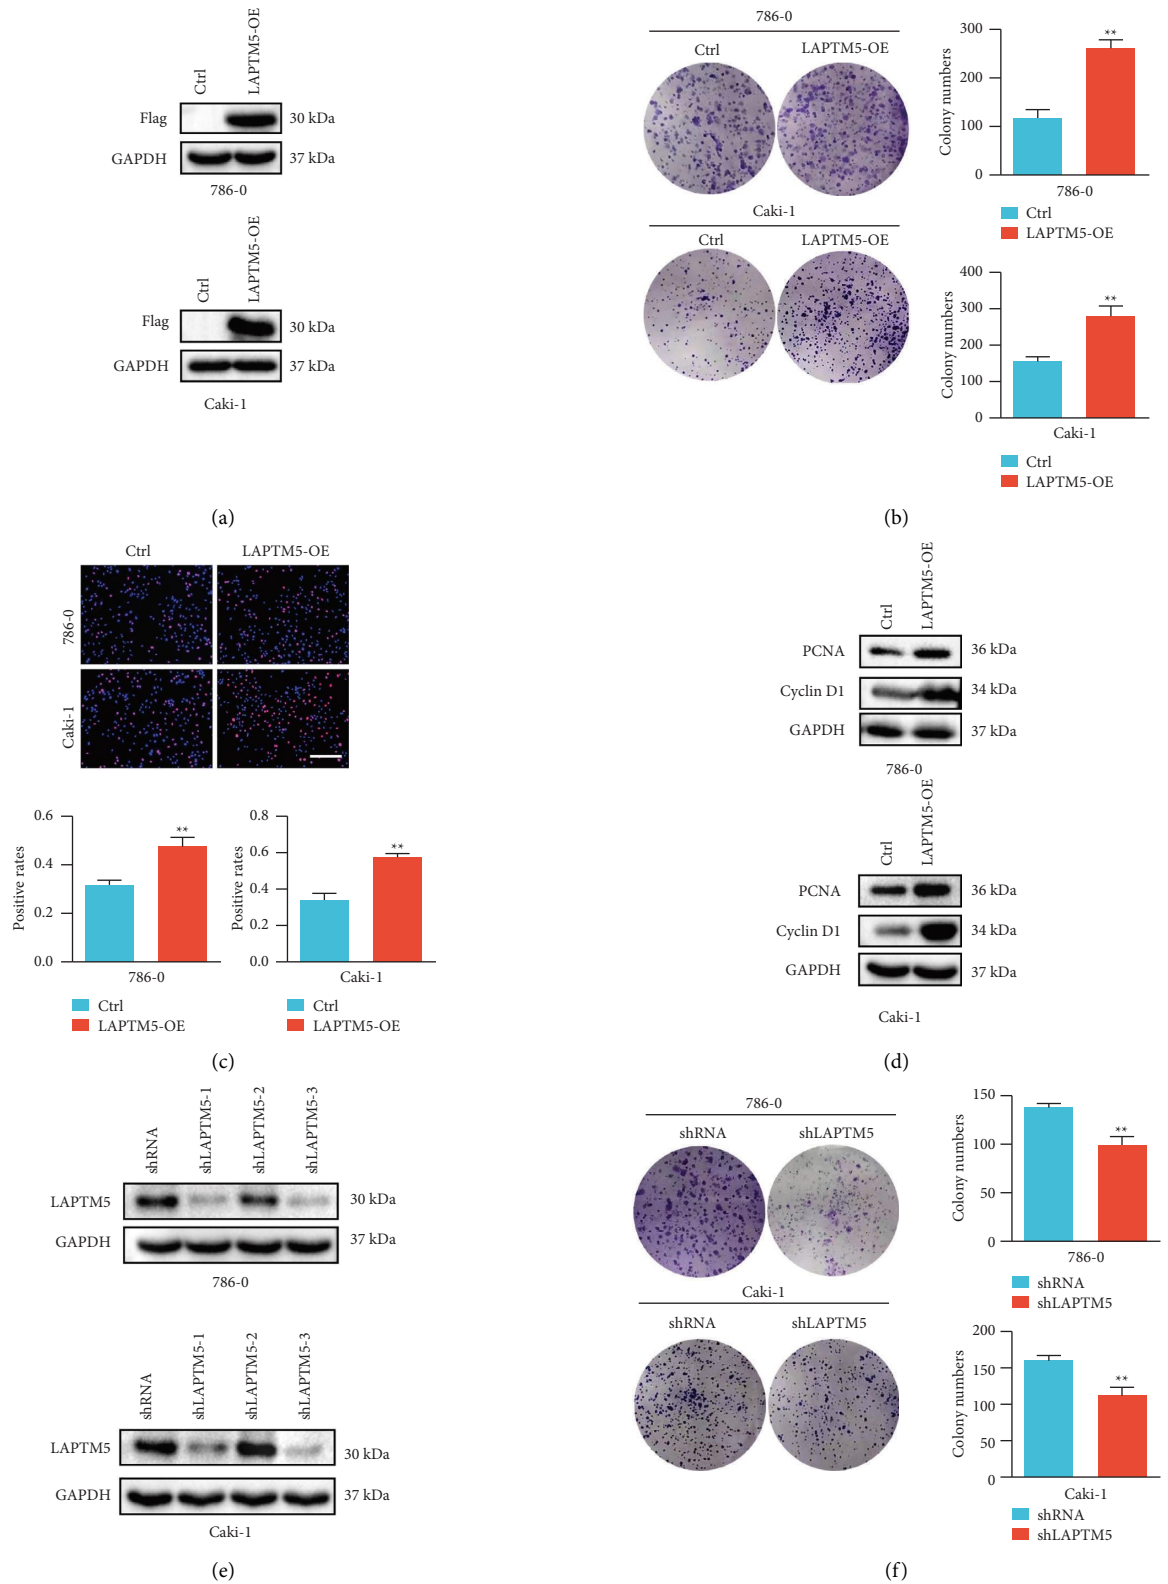 Ctrl
LAPTM5-OE
Flag
30 kDa
GAPDH
37 kDa
786-0
Ctrl
LAPTM5-OE
Flag
30 kDa
GAPDH
37 kDa
Caki-1
(a)
786-0
Ctrl
LAPTM5-OE
Caki-1
Ctrl
LAPTM5-OE
Colony numbers
300
200
100
0
**
786-0
Ctrl
LAPTM5-OE
Colony numbers
400
300
200
100
0
**
Caki-1
Ctrl
LAPTM5-OE
(b)
Ctrl
LAPTM5-OE
786-0
Caki-1
Positive rates
0.6
0.4
0.2
0.0
**
786-0
Ctrl
LAPTM5-OE
Positive rates
0.8
0.6
0.4
0.2
0.0
**
Caki-1
Ctrl
LAPTM5-OE
(c)
Ctrl
LAPTM5-OE
PCNA
36 kDa
Cyclin D1
34 kDa
GAPDH
37 kDa
786-0
Ctrl
LAPTM5-OE
PCNA
36 kDa
Cyclin D1
34 kDa
GAPDH
37 kDa
Caki-1
(d)
shRNA
shLAPTM5-1
shLAPTM5-2
shLAPTM5-3
LAPTM5
30 kDa
GAPDH
37 kDa
786-0
shRNA
shLAPTM5-1
shLAPTM5-2
shLAPTM5-3
LAPTM5
30 kDa
GAPDH
37 kDa
Caki-1
(e)
786-0
shRNA
shLAPTM5
Caki-1
shRNA
shLAPTM5
Colony numbers
150
100
50
0
**
786-0
shRNA
shLAPTM5
Colony numbers
200
150
100
50
0
**
Caki-1
shRNA
shLAPTM5
(f)